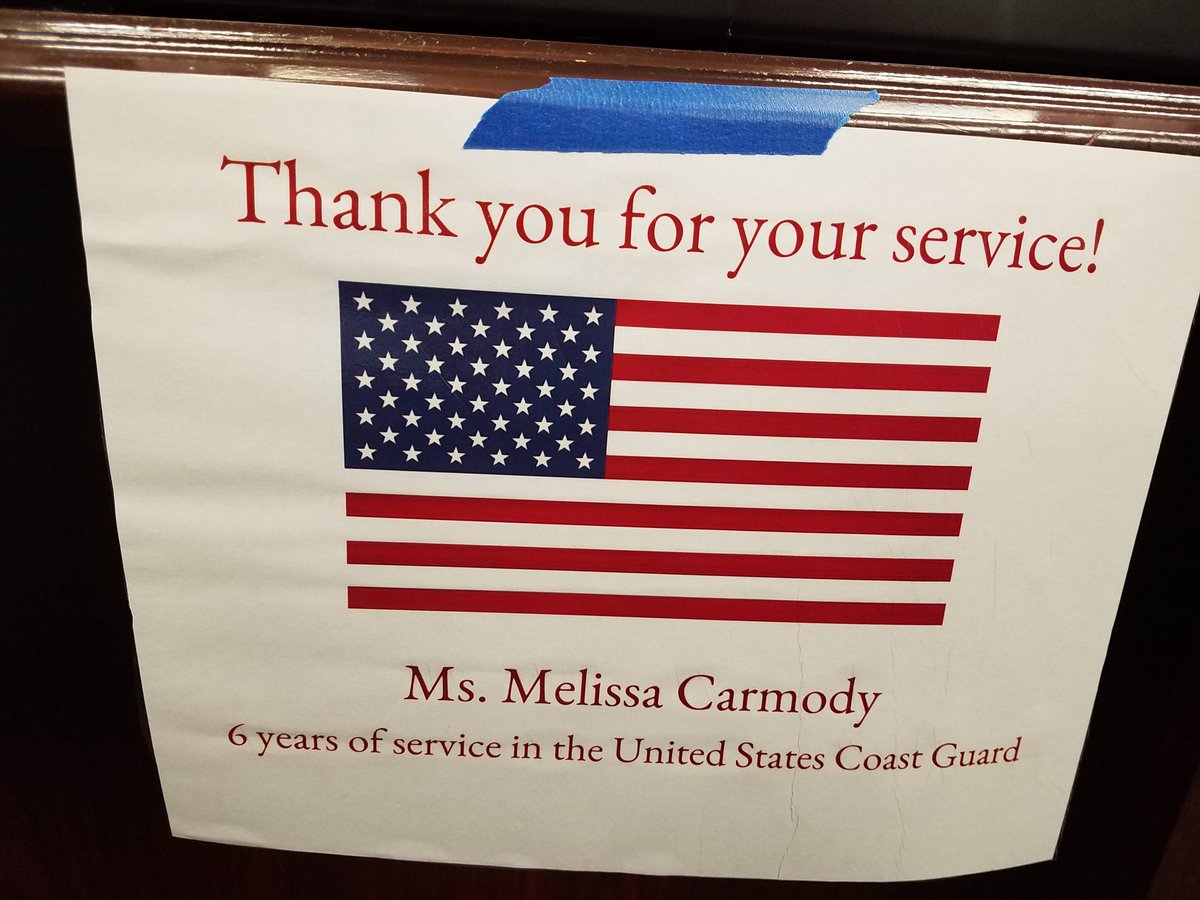 Thank you for your service!
Ms. Melissa Carmody
6 years of service in the United States Coast Guard